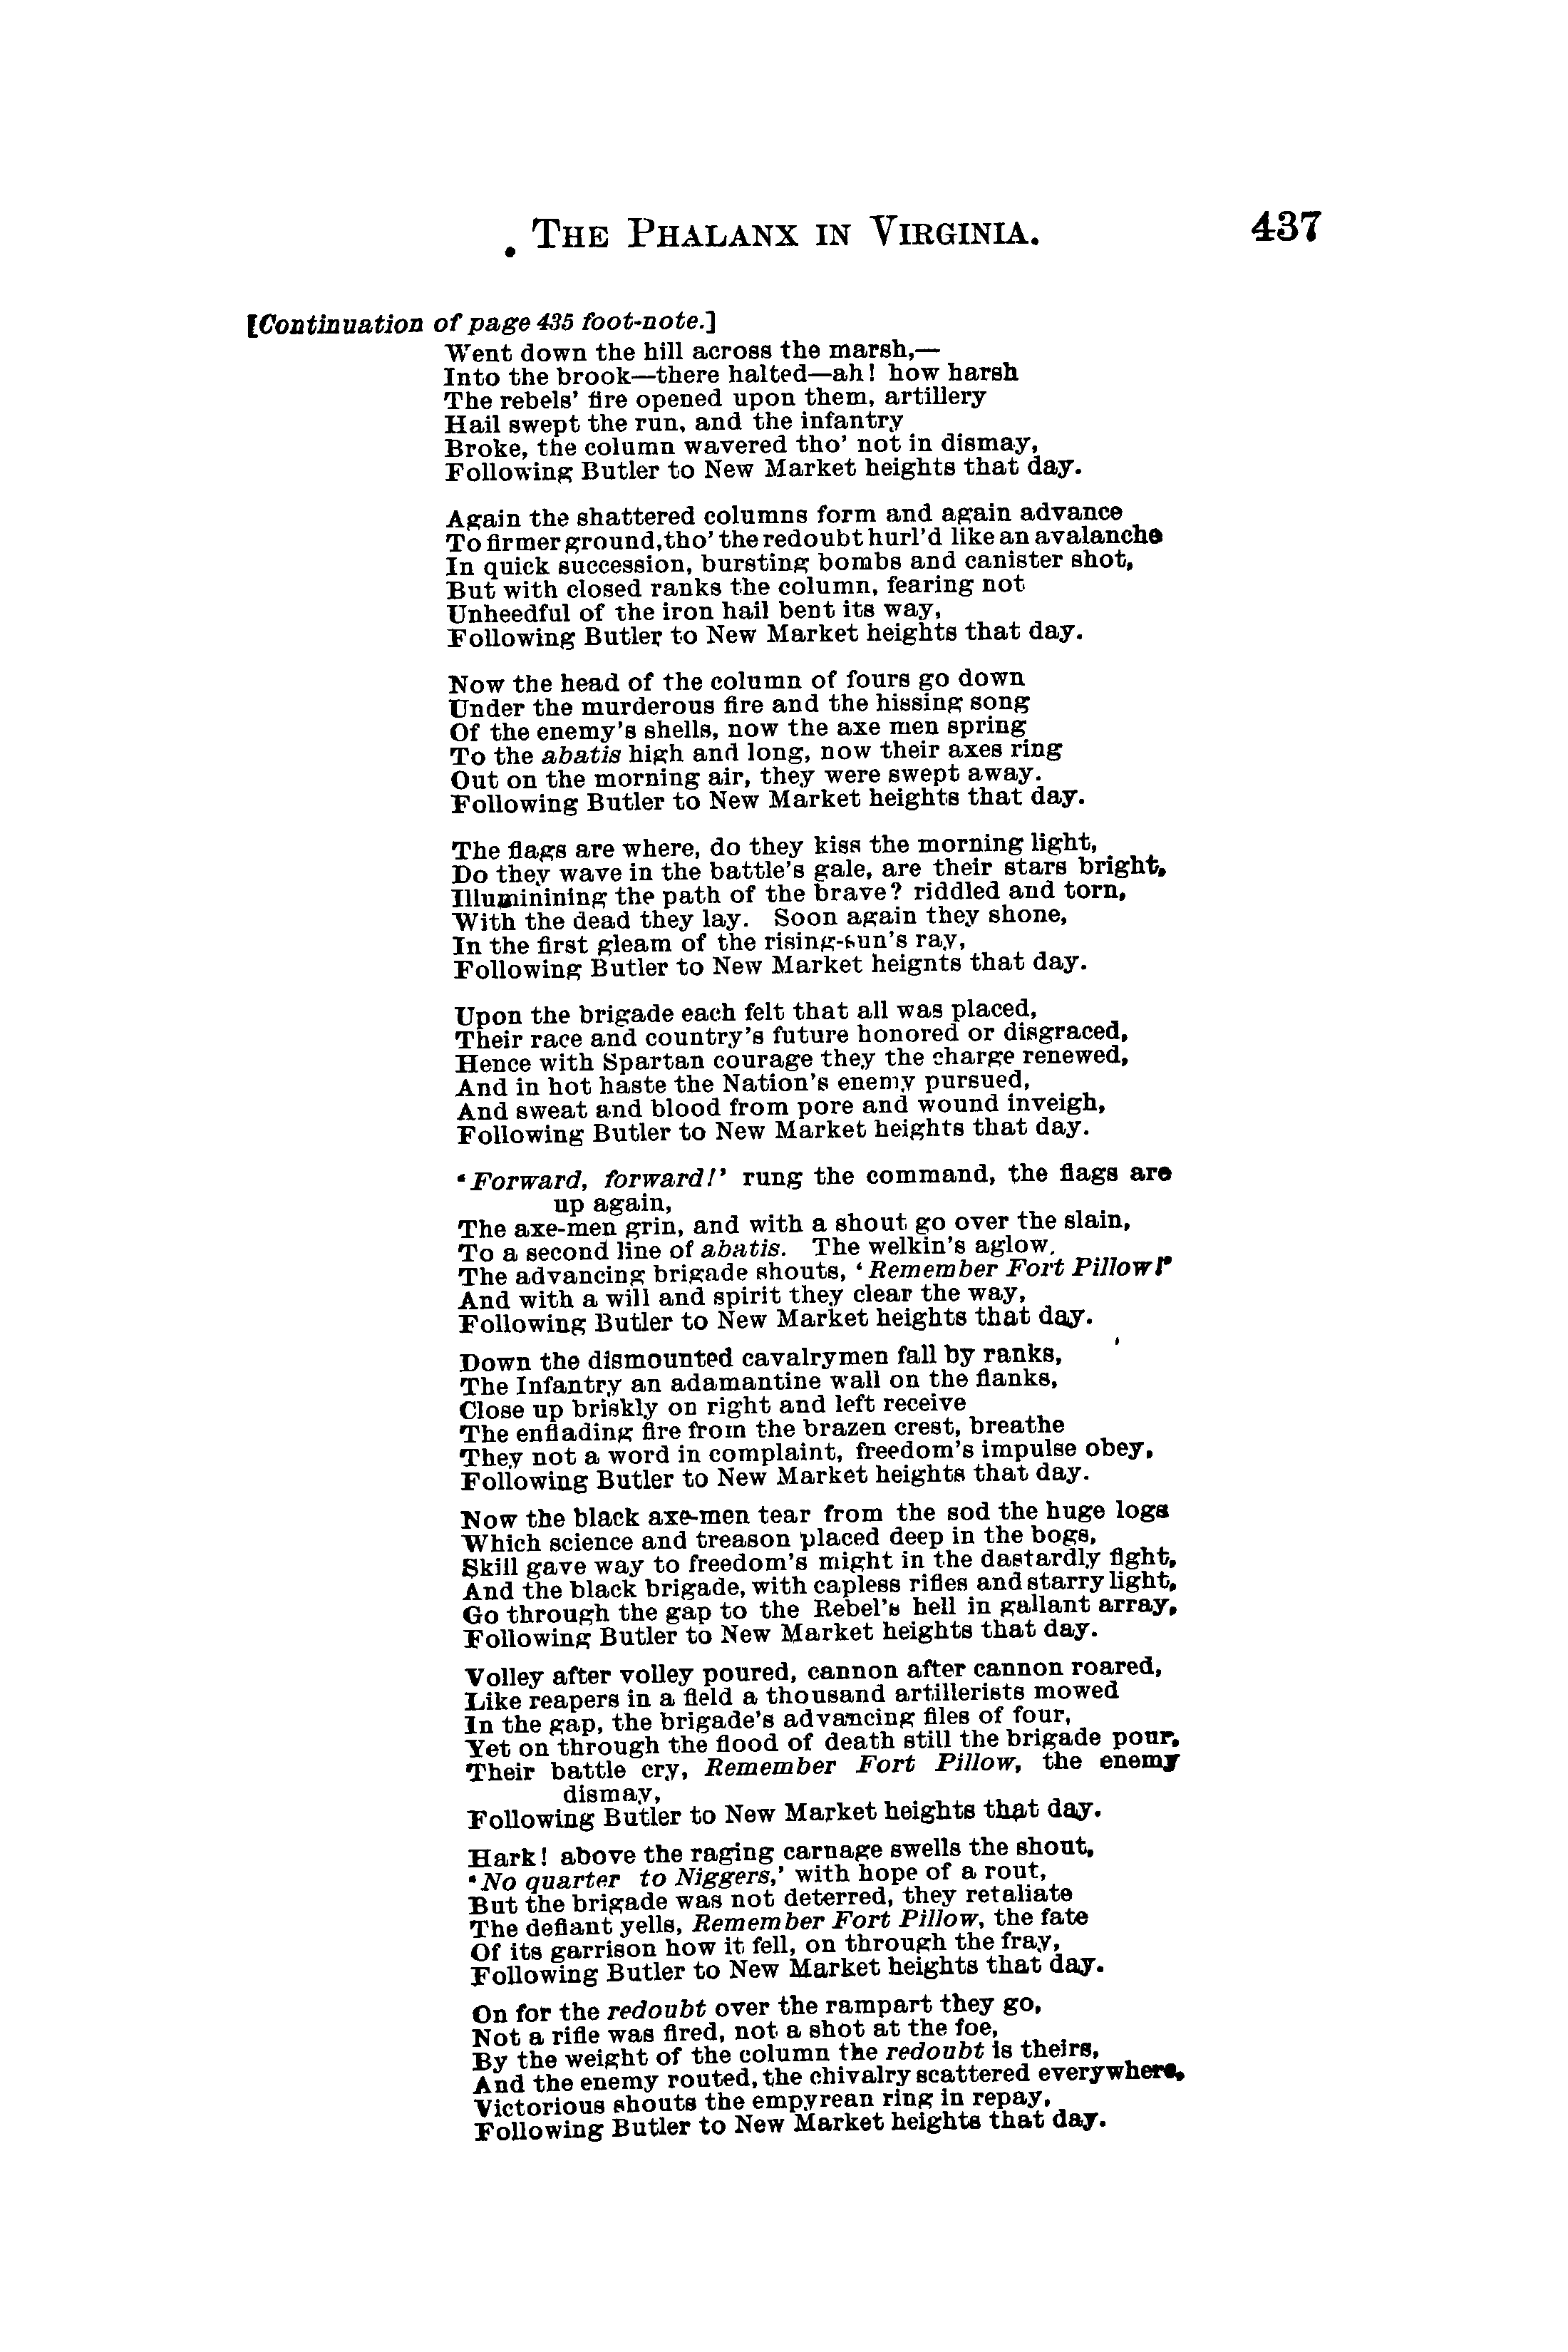 THE PHALANX IN VIRGINIA. 437
[Continuation of page 435 foot-note.]
Went down the hill across the marsh,—
Into the brook—there halted—ah! how harsh
The rebels' fire opened upon them, artillery
Hail swept the run, and the infantry
Broke, the column wavered tho' not in dismay,
Following Butler to New Market heights that day.
Again the shattered columns form and again advance
To firmer ground, tho' the redoubt hurl'd like an avalanche
In quick succession, bursting bombs and canister shot,
But with closed ranks the column, fearing not
Unheedful of the iron hail bent its way,
Following Butler to New Market heights that day.
Now the head of the column of fours go down
Under the murderous fire and the hissing song
Of the enemy's shells, now the axe men spring
To the abatis high and long, now their axes ring
Out on the morning air, they were swept away.
Following Butler to New Market heights that day.
The flags are where, do they kiss the morning light,
Do they wave in the battle's gale, are their stars bright,
Illuminining the path of the brave? riddled and torn,
With the dead they lay. Soon again they shone,
In the first gleam of the rising-sun's ray,
Following Butler to New Market heignts that day.
Upon the brigade each felt that all was placed,
Their race and country's future honored or disgraced,
Hence with Spartan courage they the charge renewed,
And in hot haste the Nation's enemy pursued,
And sweat and blood from pore and wound inveigh,
Following Butler to New Market heights that day.
'Forward, forward!' rung the command, the flags are
up again,
The axe-men grin, and with a shout go over the slain,
To a second line of abatis. The welkin's aglow,
The advancing brigade shouts, 'Remember Fort Pillow!'
And with a will and spirit they clear the way,
Following Butler to New Market heights that day.
Down the dismounted cavalrymen fall by ranks,
The Infantry an adamantine wall on the flanks,
Close up briskly on right and left receive
The enflading fire from the brazen crest, breathe
They not a word in complaint, freedom's impulse obey,
Following Butler to New Market heights that day.
Now the black axe-men tear from the sod the huge logs
Which science and treason placed deep in the bogs,
Skill gave way to freedom's might in the dastardly fight,
And the black brigade, with capless rifles and starry light,
Go through the gap to the Rebel's hell in gallant array,
Following Butler to New Market heights that day.
Volley after volley poured, cannon after cannon roared,
Like reapers in a field a thousand artillerists mowed
In the gap, the brigade's advancing files of four,
Yet on through the flood of death still the brigade pour,
Their battle cry, Remember Fort Pillow, the enemy
dismay,
Following Butler to New Market heights that day.
Hark! above the raging carnage swells the shout,
'No quarter to Niggers,' with hope of a rout,
But the brigade was not deterred, they retaliate
The defiant yells, Remember Fort Pillow, the fate
Of its garrison how it fell, on through the fray,
Following Butler to New Market heights that day.
On for the redoubt over the rampart they go,
Not a rifle was fired, not a shot at the foe,
By the weight of the column the redoubt is theirs,
And the enemy routed, the chivalry scattered everywhere,
Victorious shouts the empyrean ring in repay,
Following Butler to New Market heights that day.